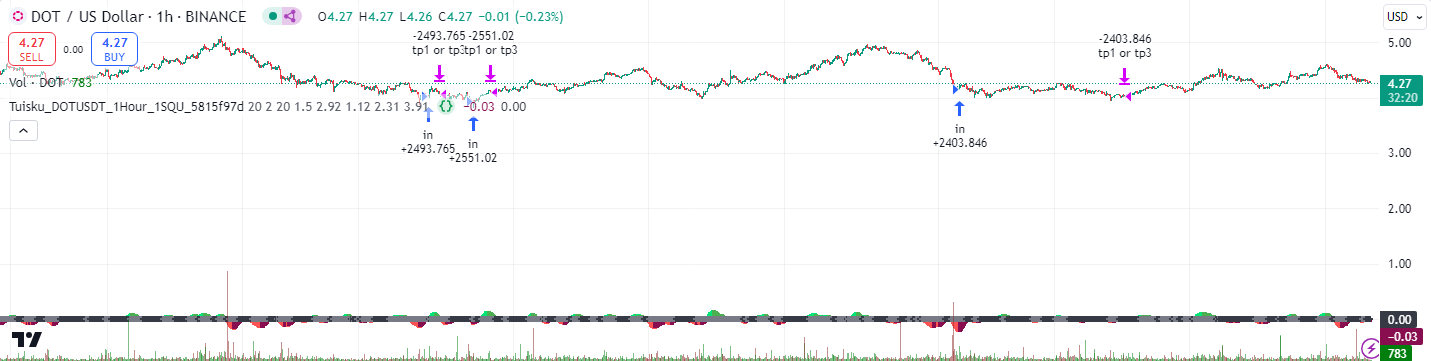 DOT / US Dollar · 1h · BINANCE O4.27 H4.27 L4.26 C4.27 −0.01 (−0.23%)
USD
4.27
SELL
0.00
4.27
BUY
Vol · DOT 783
Tuisku_DOTUSDT_1Hour_1SQU_5815f97d 20 2 20 1.5 2.92 1.12 2.31 3.91 −0.03 0.00
-2493.765
tp1 or tp3
-2551.02
tp1 or tp3
in
+2493.765
in
+2551.02
-2403.846
tp1 or tp3
in
+2403.846
5.00
4.27
32:20
3.00
2.00
1.00
0.00
−0.03
783